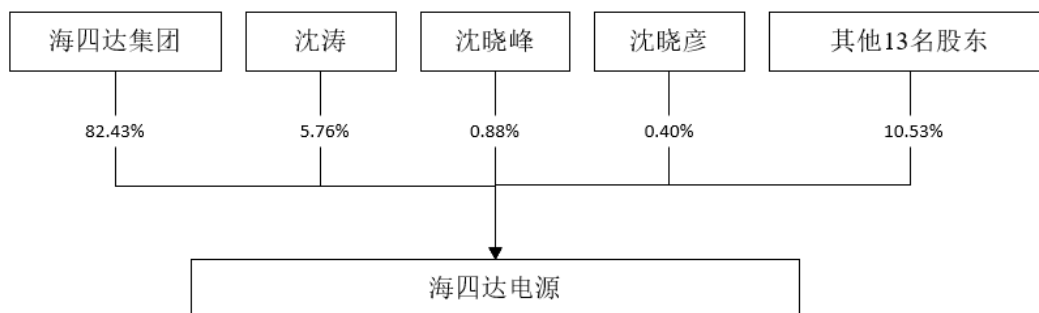 海四达集团
沈涛
沈晓峰
沈晓彦
其他13名股东
82.43%
5.76%
0.88%
0.40%
10.53%
海四达电源